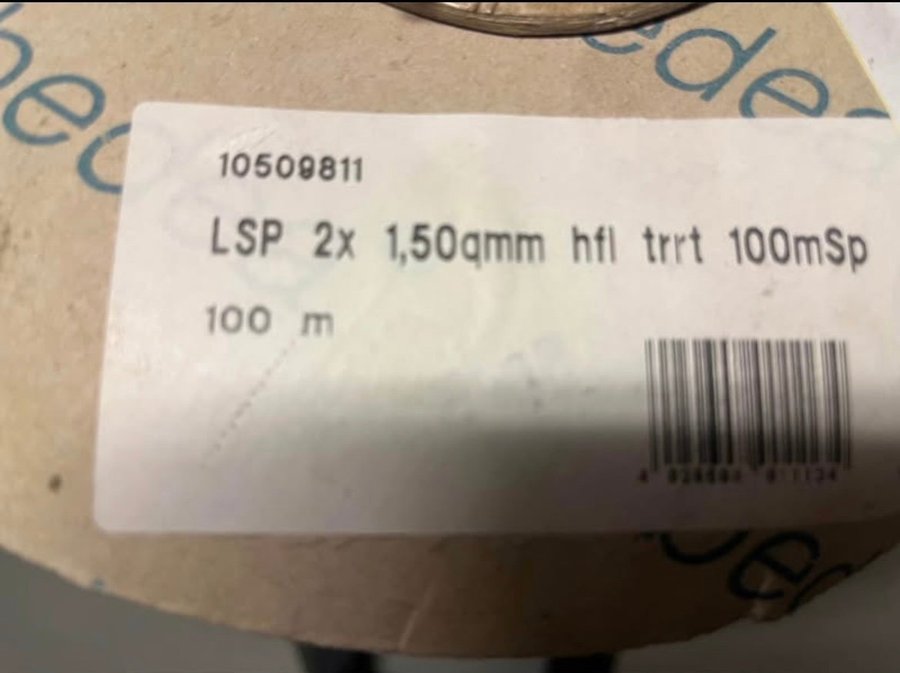 10509811
LSP 2x 1,50qmm hfl trrt 100mSp
100 m